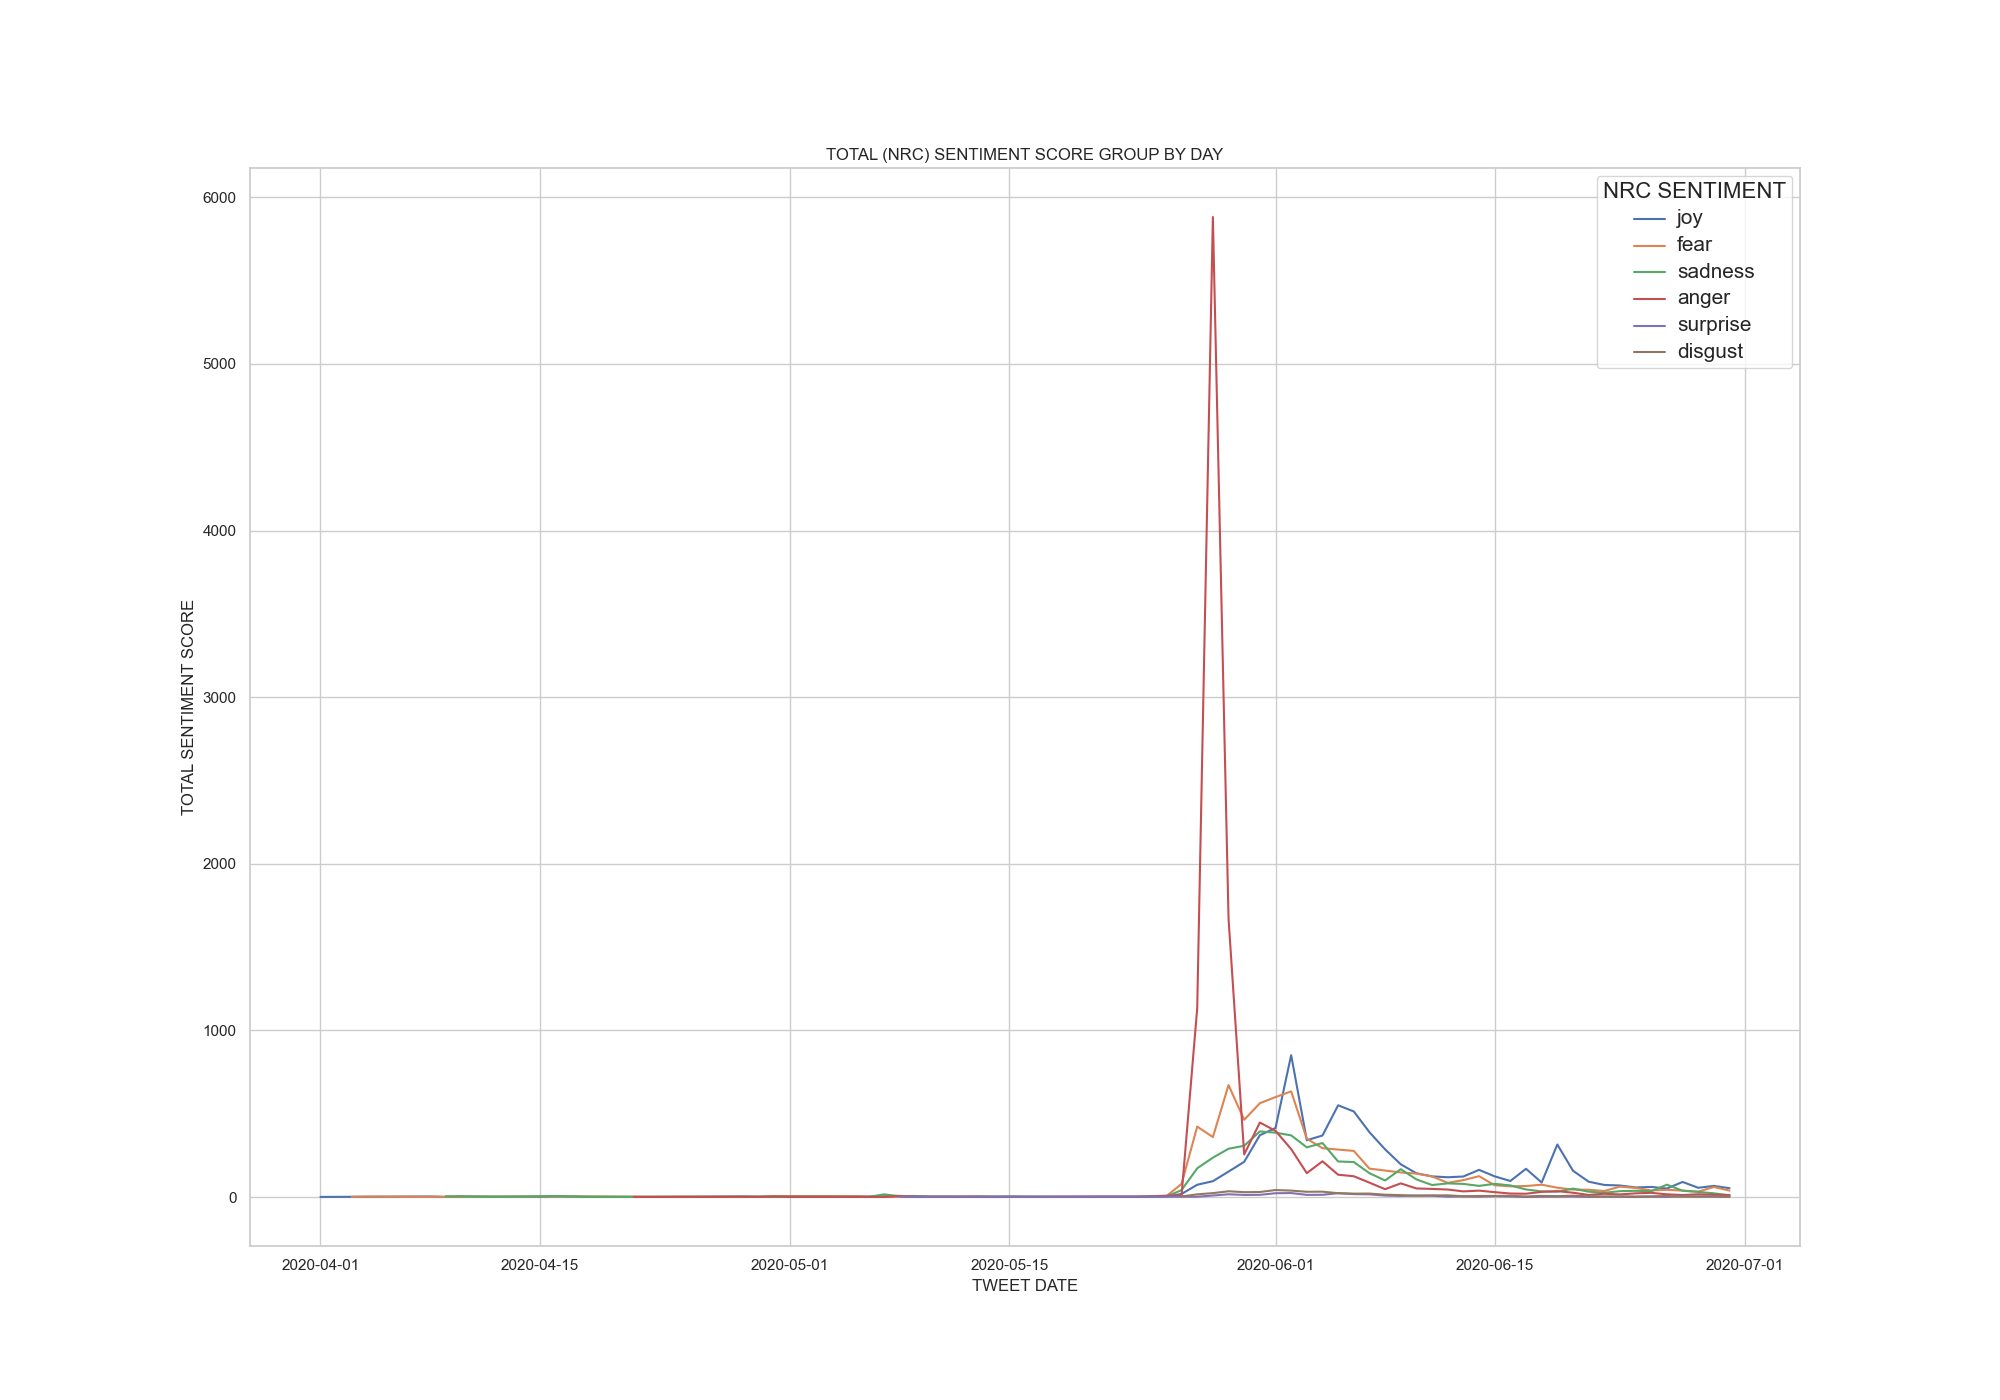 TOTAL (NRC) SENTIMENT SCORE GROUP BY DAY
NRC SENTIMENT
joy
fear
sadness
anger
surprise
disgust
6000
5000
4000
3000
2000
1000
0
TOTAL SENTIMENT SCORE
2020-04-01 2020-04-15 2020-05-01 2020-05-15 2020-06-01 2020-06-15 2020-07-01
TWEET DATE